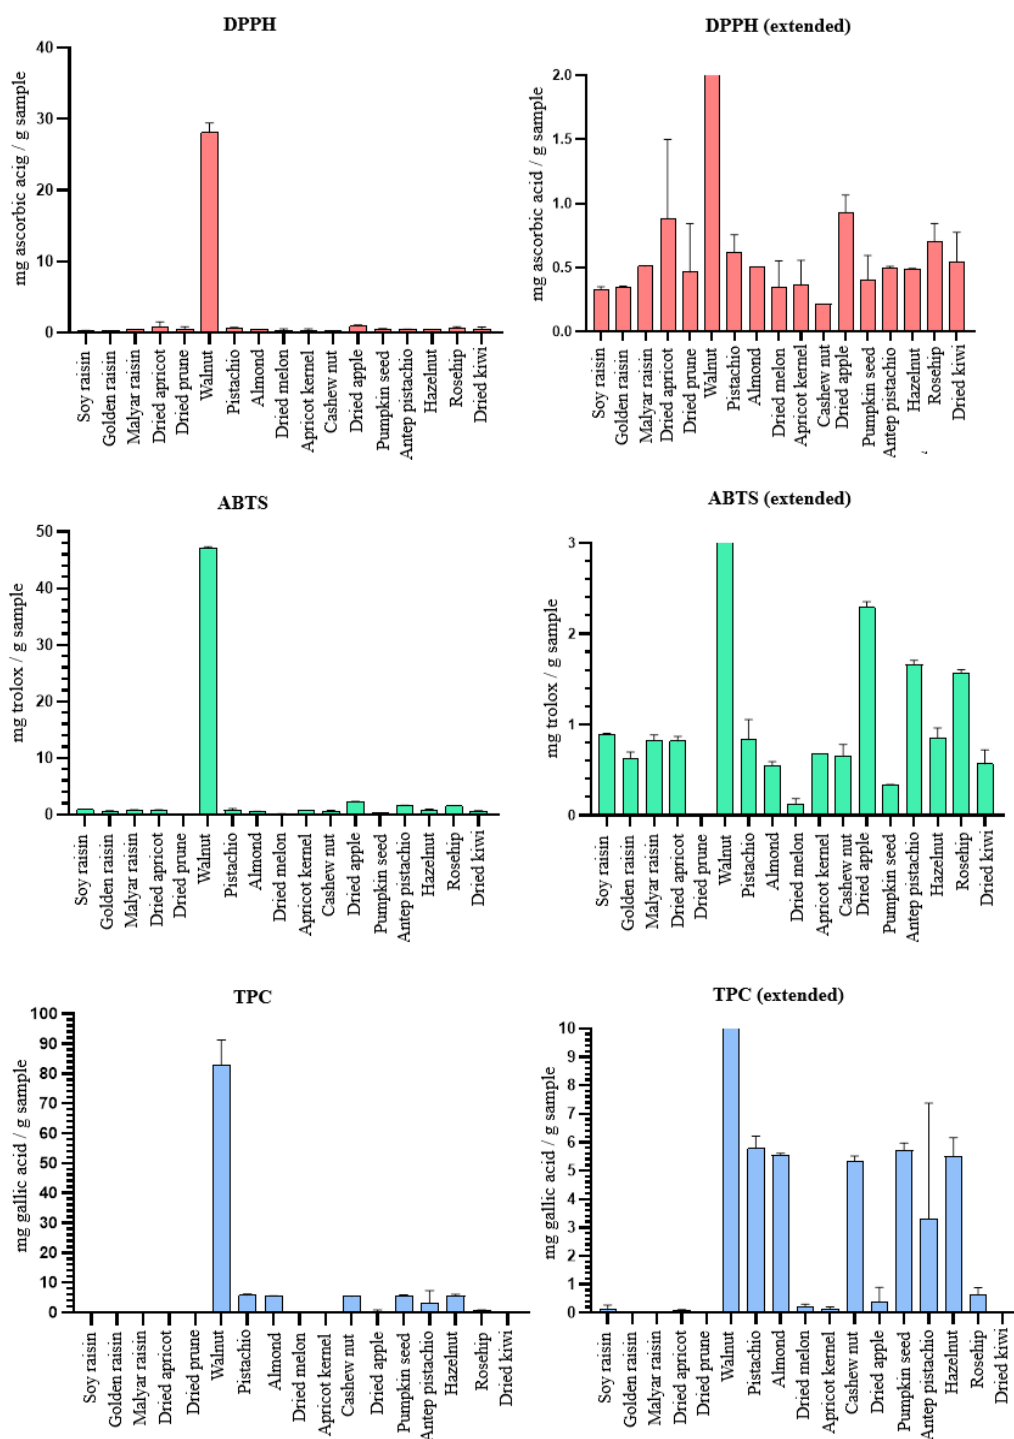 DPPH
mg ascorbic acig / g sample
40
30
20
10
0
Soy raisin
Golden raisin
Malyar raisin
Dried apricot
Dried prune
Walnut
Pistachio
Almond
Dried melon
Apricot kernel
Cashew nut
Dried apple
Pumpkin seed
Antep pistachio
Hazelnut
Rosehip
Dried kiwi
DPPH (extended)
mg ascorbic acid / g sample
2.0
1.5
1.0
0.5
0.0
Soy raisin
Golden raisin
Malyar raisin
Dried apricot
Dried prune
Walnut
Pistachio
Almond
Dried melon
Apricot kernel
Cashew nut
Dried apple
Pumpkin seed
Antep pistachio
Hazelnut
Rosehip
Dried kiwi
ABTS
mg trolox / g sample
50
40
30
20
10
0
Soy raisin
Golden raisin
Malyar raisin
Dried apricot
Dried prune
Walnut
Pistachio
Almond
Dried melon
Apricot kernel
Cashew nut
Dried apple
Pumpkin seed
Antep pistachio
Hazelnut
Rosehip
Dried kiwi
ABTS (extended)
mg trolox / g sample
3
2
1
0
Soy raisin
Golden raisin
Malyar raisin
Dried apricot
Dried prune
Walnut
Pistachio
Almond
Dried melon
Apricot kernel
Cashew nut
Dried apple
Pumpkin seed
Antep pistachio
Hazelnut
Rosehip
Dried kiwi
TPC
mg gallic acid / g sample
100
90
80
70
60
50
40
30
20
10
0
Soy raisin
Golden raisin
Malyar raisin
Dried apricot
Dried prune
Walnut
Pistachio
Almond
Dried melon
Apricot kernel
Cashew nut
Dried apple
Pumpkin seed
Antep pistachio
Hazelnut
Rosehip
Dried kiwi
TPC (extended)
mg gallic acid / g sample
10
9
8
7
6
5
4
3
2
1
0
Soy raisin
Golden raisin
Malyar raisin
Dried apricot
Dried prune
Walnut
Pistachio
Almond
Dried melon
Apricot kernel
Cashew nut
Dried apple
Pumpkin seed
Antep pistachio
Hazelnut
Rosehip
Dried kiwi